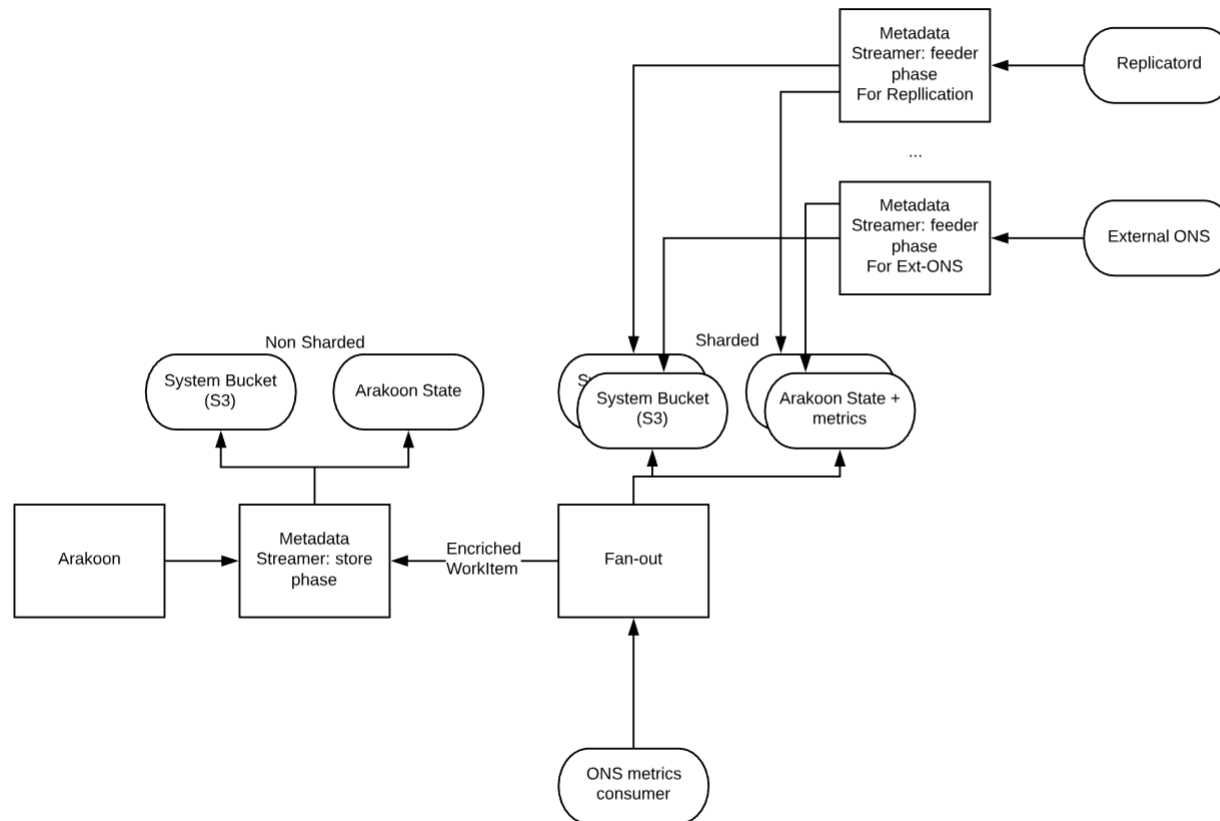 Metadata
Streamer: feeder
phase
For Repllication
Replicatord
...
Metadata
Streamer: feeder
phase
For Ext-ONS
External ONS
Non Sharded
Sharded
System Bucket
(S3)
Arakoon State
System Bucket
(S3)
Arakoon State +
metrics
Arakoon
Metadata
Streamer: store
phase
Encriched
WorkItem
Fan-out
ONS metrics
consumer